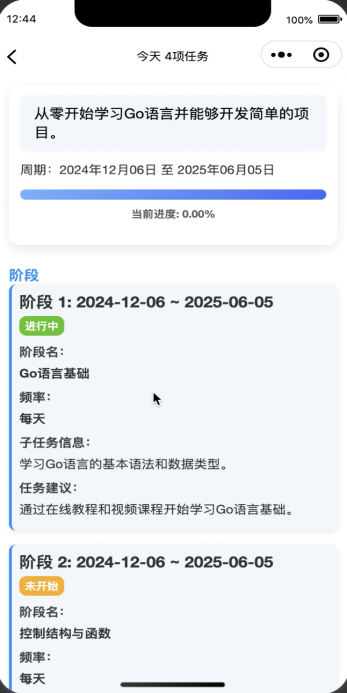 12:44
100%
今天 4项任务
从零开始学习Go语言并能够开发简单的项
目。
周期：2024年12月06日 至 2025年06月05日
当前进度: 0.00%
阶段
阶段 1: 2024-12-06 ~ 2025-06-05
进行中
阶段名：
Go语言基础
频率：
每天
子任务信息：
学习Go语言的基本语法和数据类型。
任务建议：
通过在线教程和视频课程开始学习Go语言基础。
阶段 2: 2024-12-06 ~ 2025-06-05
未开始
阶段名：
控制结构与函数
频率：
每天